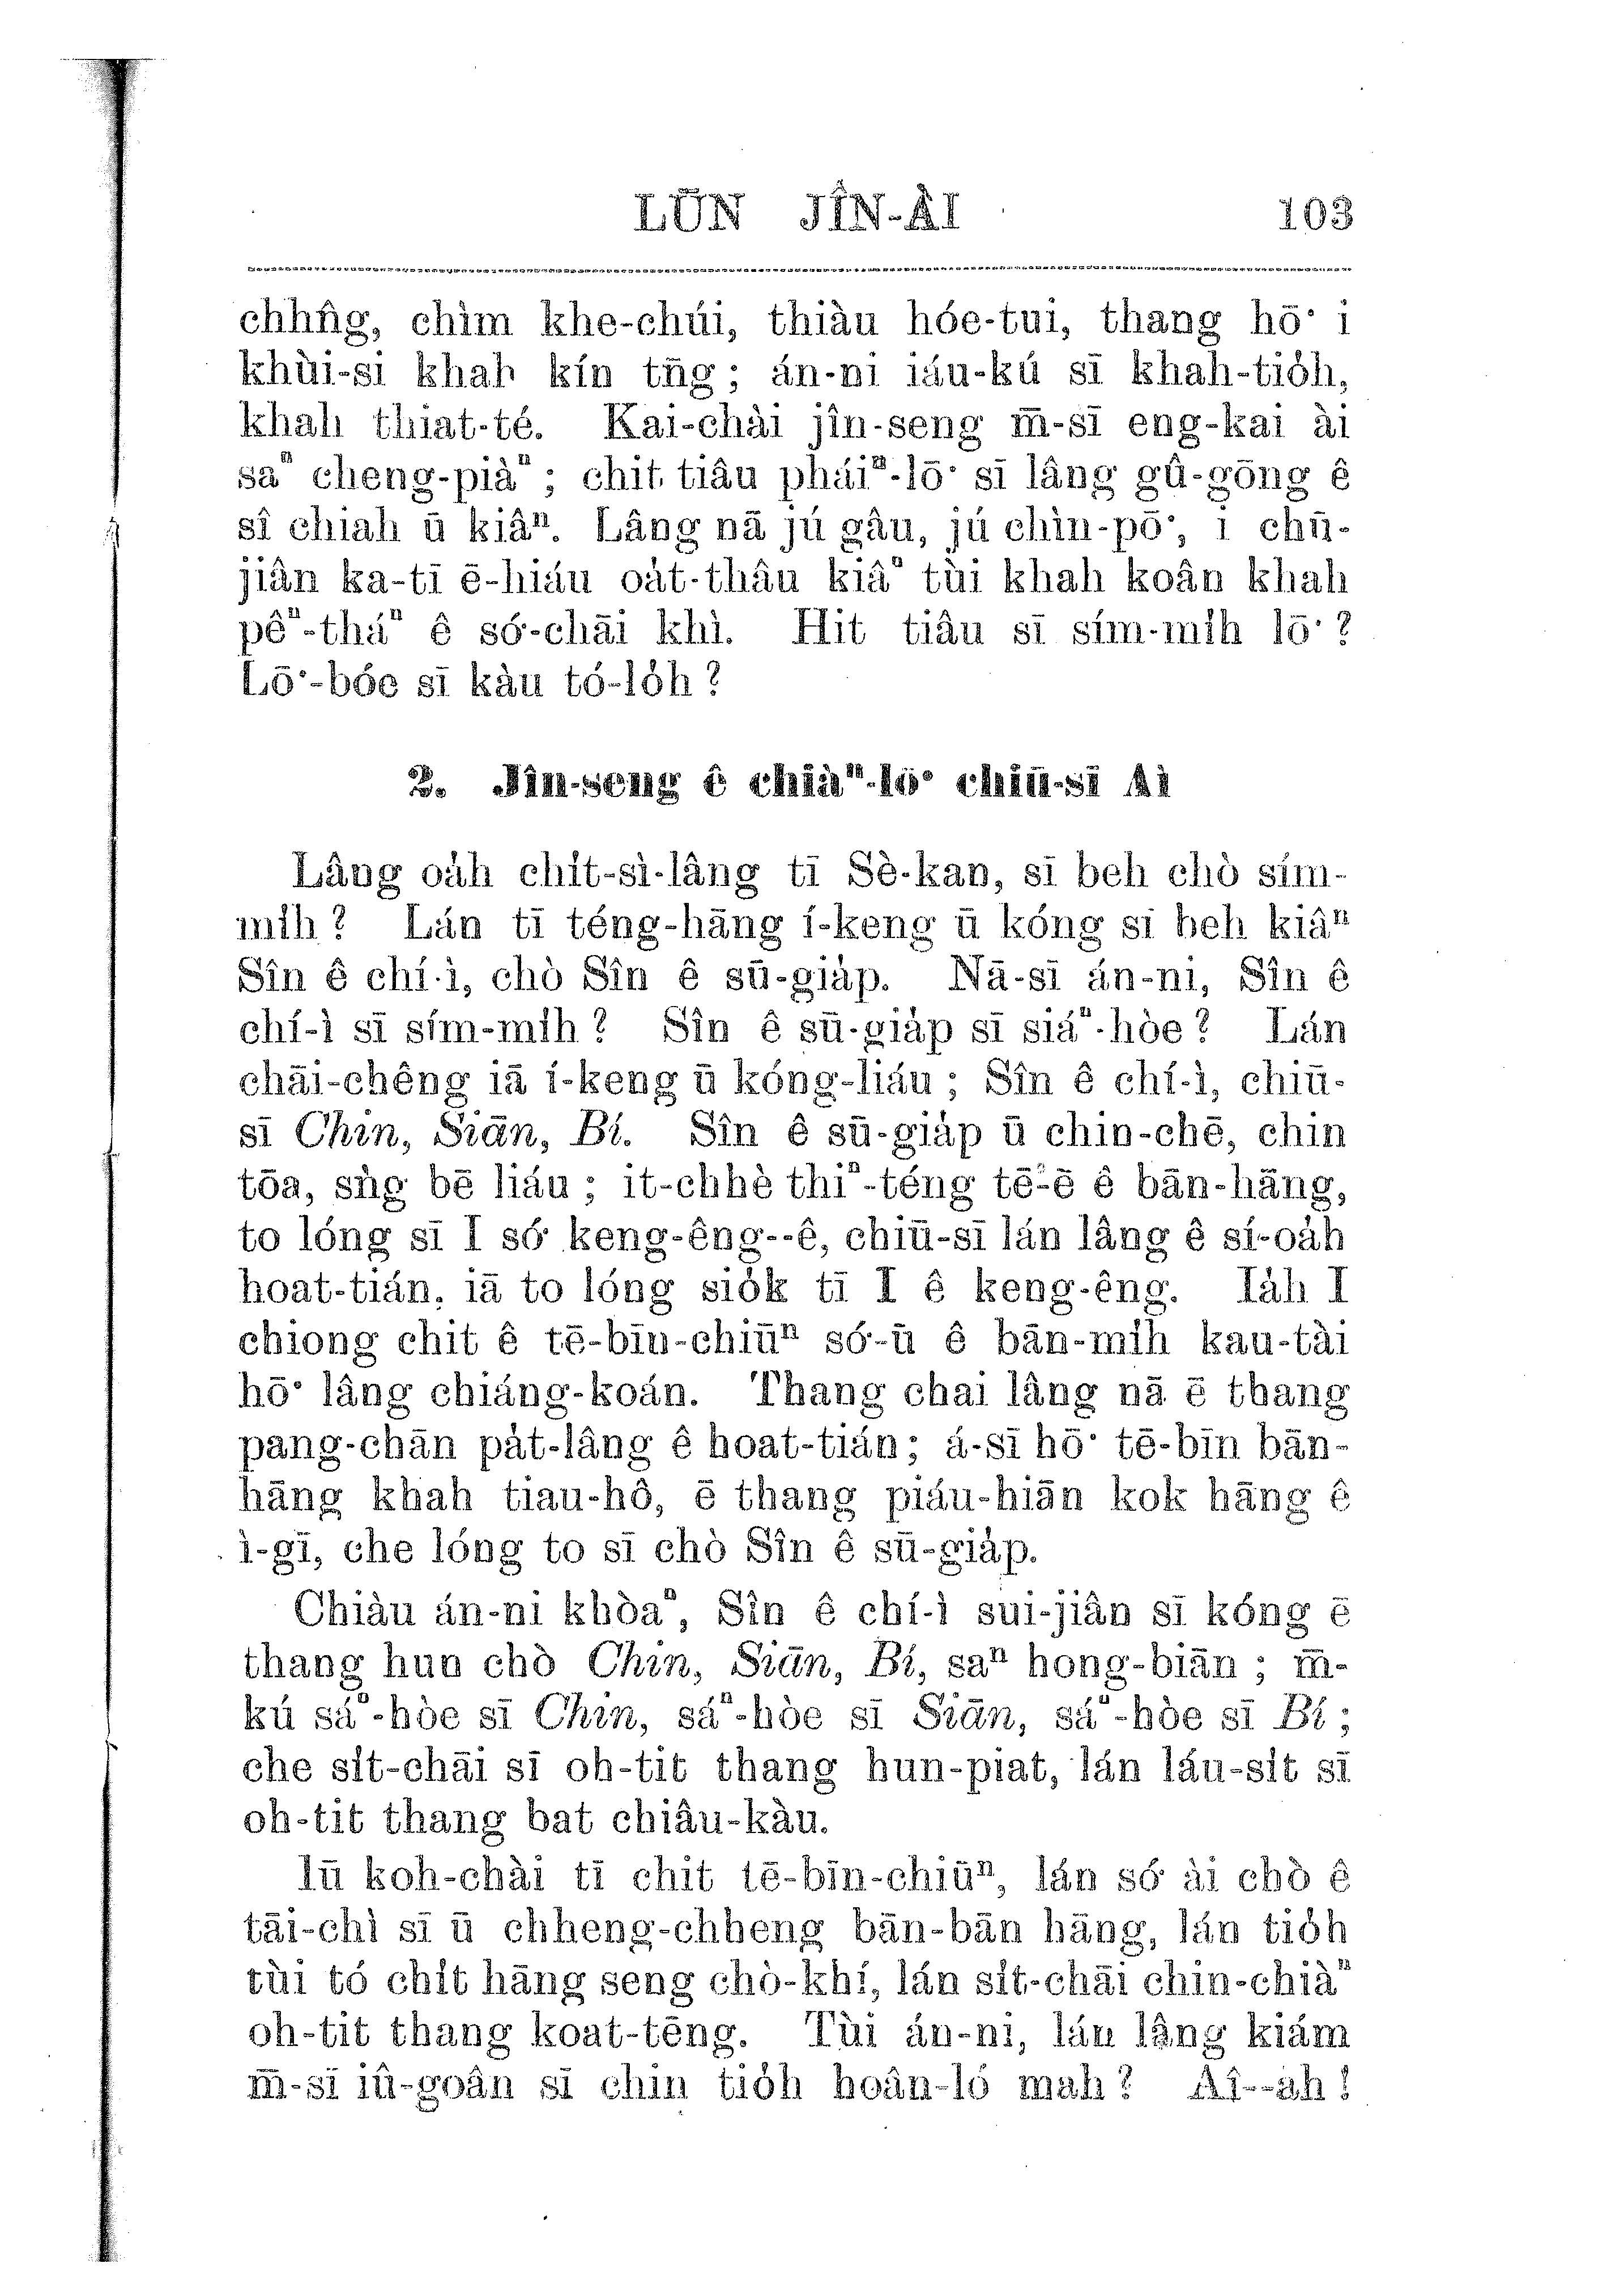 LŪN JÎN-ÀI 103
chhn̂g, chìm khe-chúi, thiàu hóe-tui, thang hō͘ i
khùi-si khah kín tn̄g; án-ni iáu-kú sī khah-tio̍h,
khah thiat-té. Kai-chài jîn-seng m̄-sī eng-kai ài
saⁿ cheng-piàⁿ; chit tiâu pháiⁿ-lō͘ sī lâng gû-gōng ê
sî chiah ū kiâⁿ. Lâng nā jú gâu, jú chìn-pō͘, i chū-
jiân ka-tī ē-hiáu oát-thâu kiâⁿ tùi khah koân khah
pêⁿ-tháⁿ ê só͘-chāi khì. Hit tiâu sī sím-mih lō͘?
Lō͘-bóe sī kàu tó-lo̍h?
2. Jîn-seng ê chiàⁿ-lō͘ chiū-sī Ài
Lâng oa̍h chi̍t-sì-lâng tī Sè-kan, sī beh chò sím-
mih? Lán tī téng-hāng í-keng ū kóng sī beh kiâⁿ
Sîn ê chí-ì, chò Sîn ê sū-gia̍p. Nā-sī án-ni, Sîn ê
chí-ì sī sím-mih? Sîn ê sū-gia̍p sī siáⁿ-hòe? Lán
chāi-chêng iā í-keng ū kóng-liáu; Sîn ê chí-ì, chiū-
sī Chin, Siān, Bí. Sîn ê sū-gia̍p ū chin-chē, chin
tōa, sǹg bē liáu; it-chhè thiⁿ-téng tē-ē ê bān-hāng,
to lóng sī I só͘ keng-êng--ê, chiū-sī lán lâng ê sí-oa̍h
hoat-tián, iā to lóng sio̍k tī I ê keng-êng. Ia̍h I
chiong chit ê tē-bīn-chiūⁿ só͘-ū ê bān-mi̍h kau-tài
hō͘ lâng chiáng-koán. Thang chai lâng nā ē thang
pang-chān pa̍t-lâng ê hoat-tián; á-sī hō͘ tē-bīn bān-
hāng khah tiau-hô, ē thang piáu-hiān kok hāng ê
ì-gī, che lóng to sī chò Sîn ê sū-gia̍p.
Chiàu án-ni khòaⁿ, Sîn ê chí-ì sui-jiân sī kóng ē
thang hun chò Chin, Siān, Bí, saⁿ hong-biān; m̄-
kú sáⁿ-hòe sī Chin, sáⁿ-hòe sī Siān, sáⁿ-hòe sī Bí;
che si̍t-chāi sī oh-tit thang hun-piat, lán láu-si̍t sī
oh-tit thang bat chiâu-kàu.
Iū koh-chài tī chit tē-bīn-chiūⁿ, lán só͘ ài chò ê
tāi-chì sī ū chheng-chheng bān-bān hāng, lán tio̍h
tùi tó chi̍t hāng seng chò-khí, lán si̍t-chāi chin-chiàⁿ
oh-tit thang koat-tēng. Tùi án-ni, lán lâng kiám
m̄-sī iû-goân sī chin tio̍h hoân-ló mah? Aî--ah!